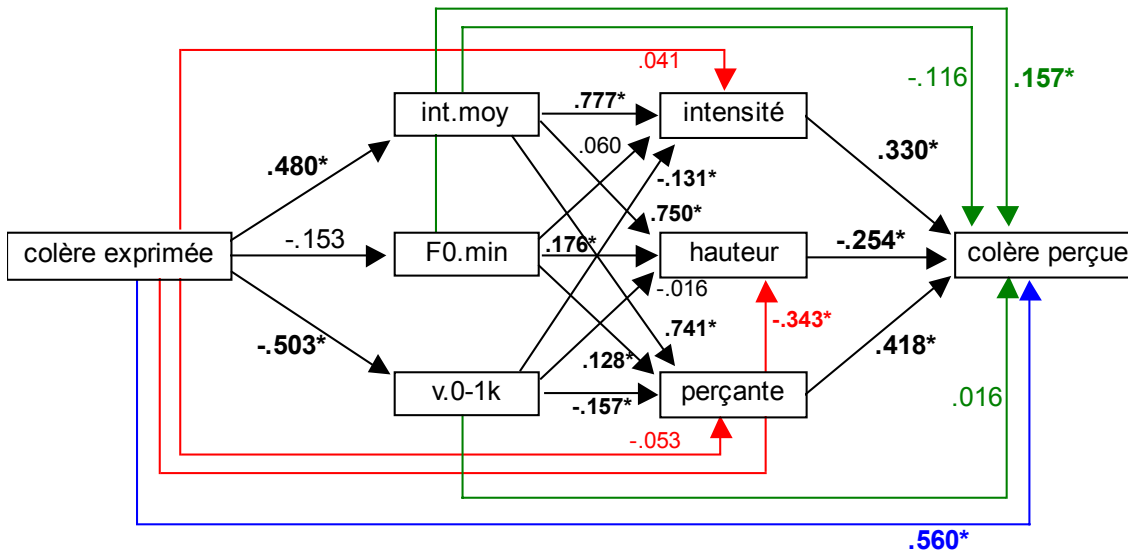 .041
-.116
.157*
int.moy
.777*
intensité
.060
.330*
.480*
-.131*
.750*
colère exprimée
-.153
F0.min
.176*
hauteur
-.254*
colère perçue
-.016
-.343*
-.503*
.741*
.128*
.418*
v.0-1k
-.157*
perçante
.016
-.053
.560*